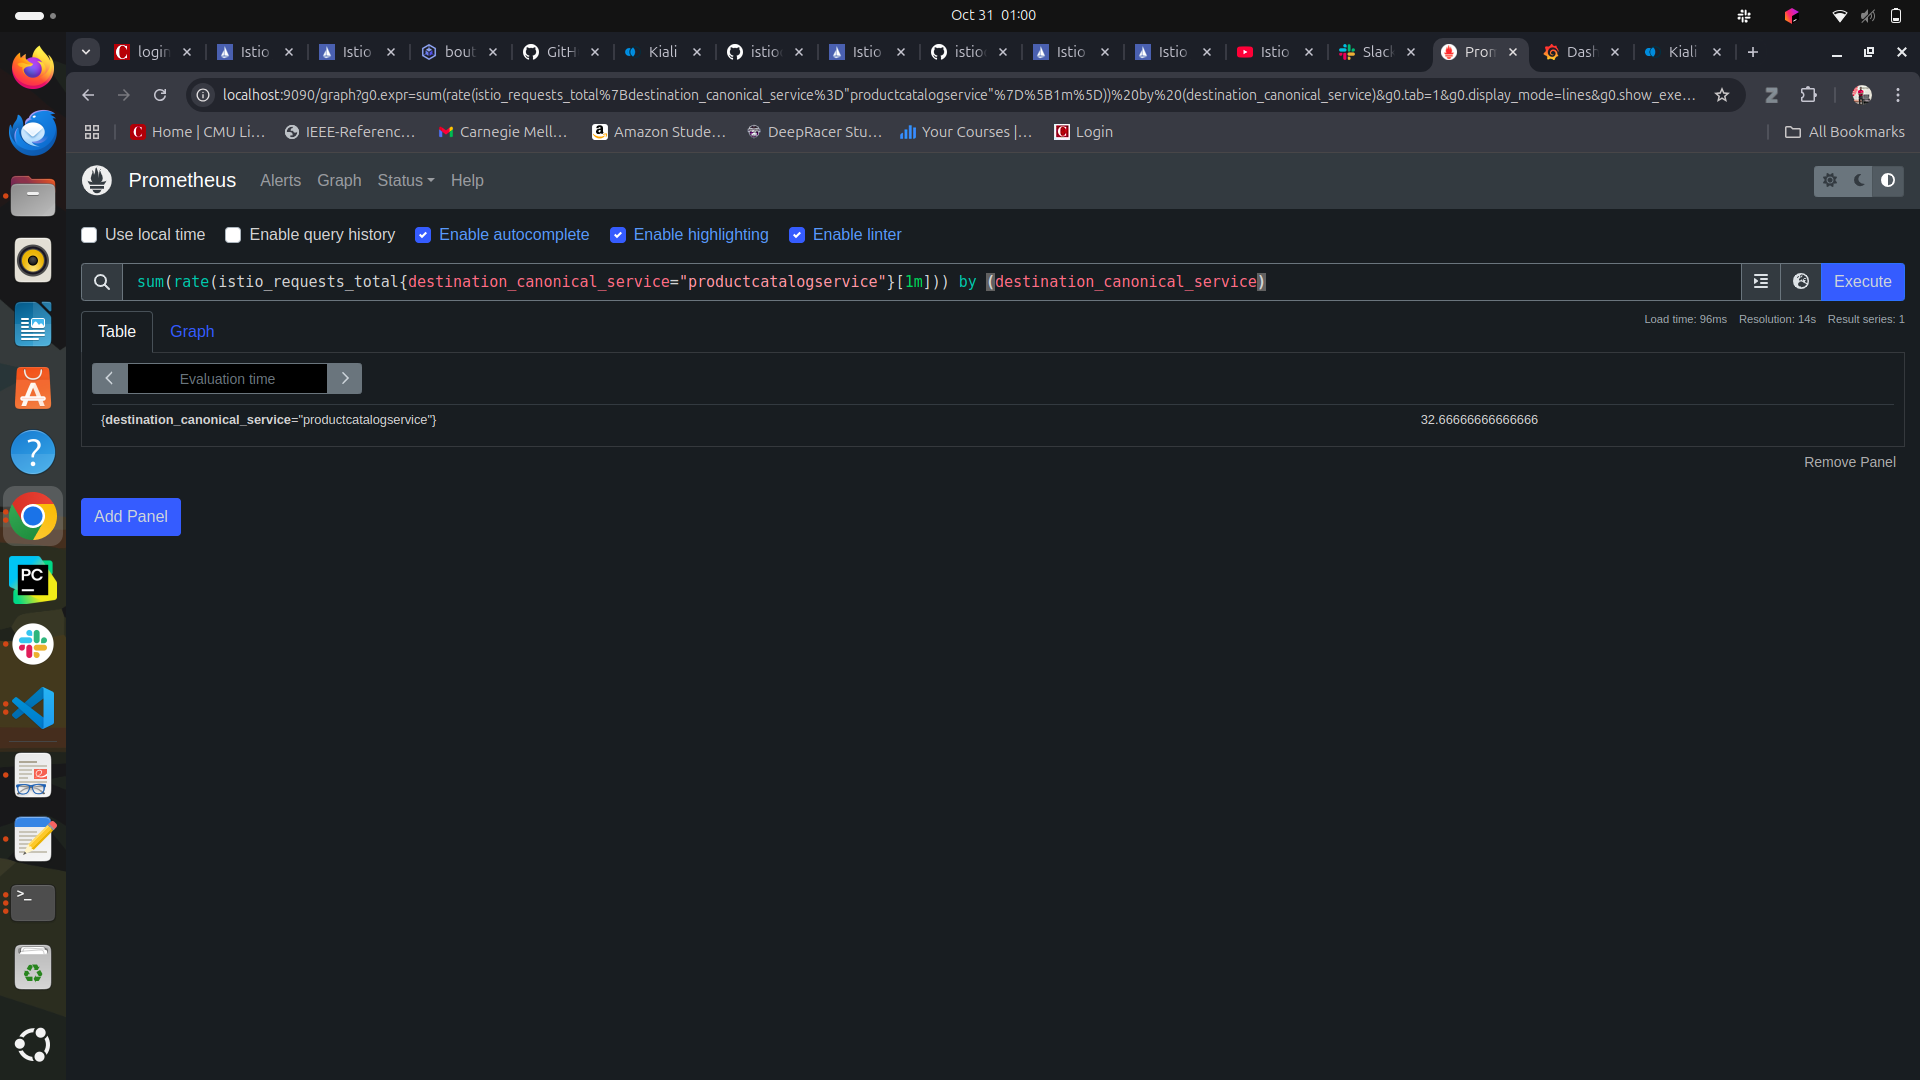 Oct 31 01:00
login
Istio
Istio
bout
GitH
Kiali
istio
Istio
istio
Istio
Istio
Istio
Slack
Pron
Dash
Kiali
localhost:9090/graph?g0.expr=sum(rate(istio_requests_total%7Bdestination_canonical_service%3D"productcatalogservice"%7D%5B1m%5D))%20by%20(destination_canonical_service)&g0.tab=1&g0.display_mode=lines&g0.show_exe...
Home | CMU Li...
IEEE-Referenc...
Carnegie Mell...
Amazon Stude...
DeepRacer Stu...
Your Courses |...
Login
All Bookmarks
Prometheus
Alerts
Graph
Status
Help
Use local time
Enable query history
Enable autocomplete
Enable highlighting
Enable linter
sum(rate(istio_requests_total{destination_canonical_service="productcatalogservice"}[1m])) by (destination_canonical_service)
Execute
Table
Graph
Load time: 96ms
Resolution: 14s
Result series: 1
Evaluation time
{destination_canonical_service="productcatalogservice"}
32.66666666666666
Remove Panel
Add Panel
PC